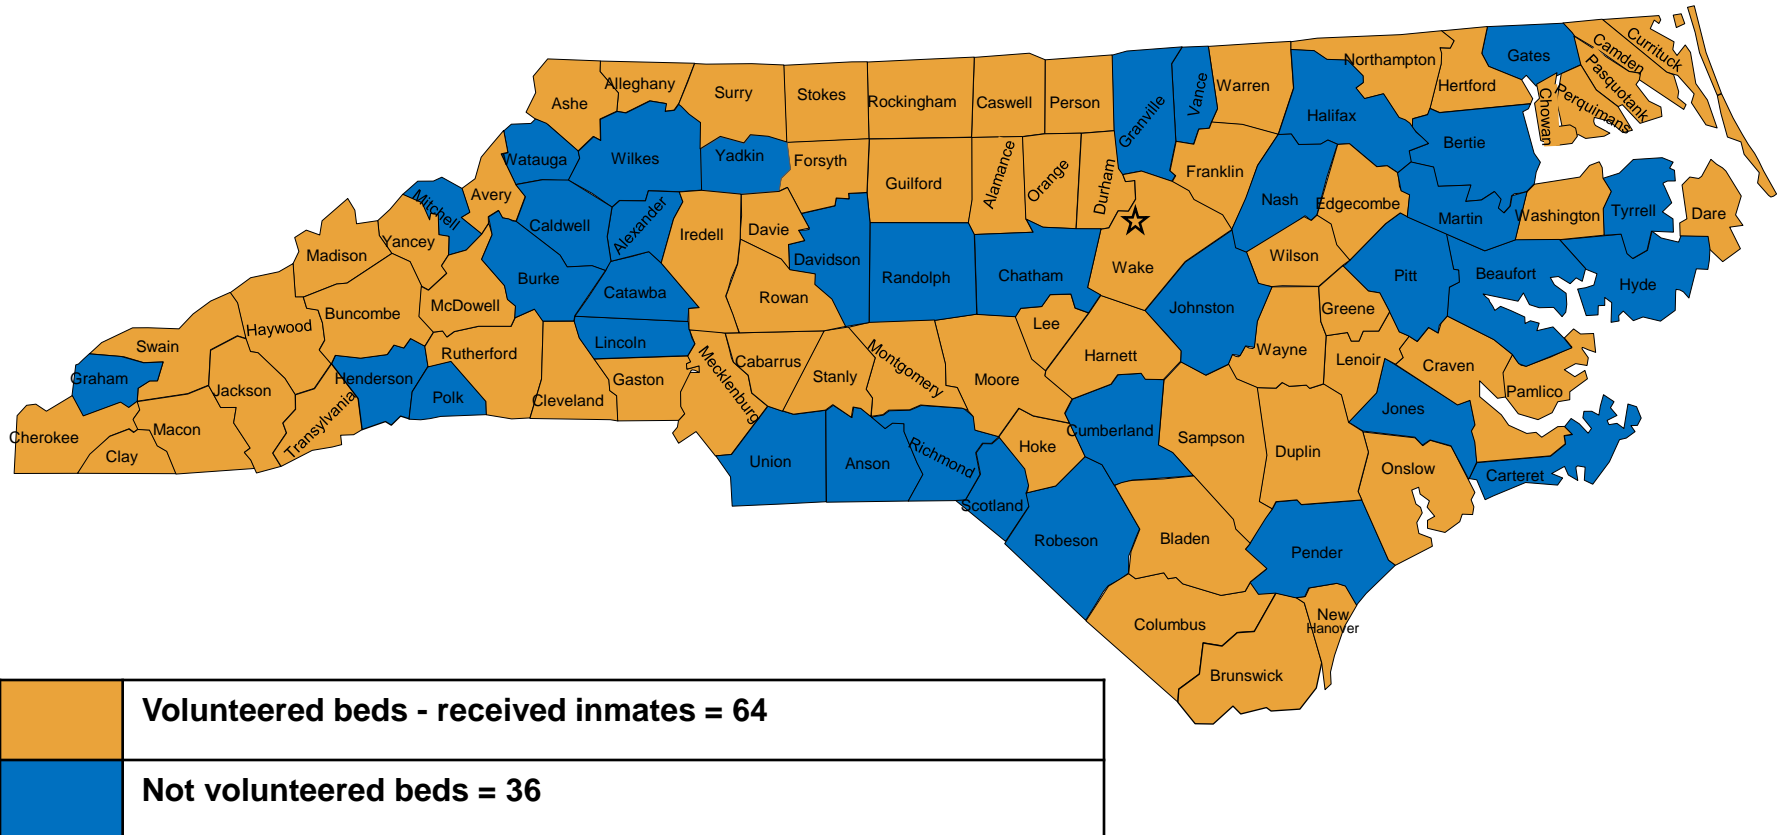 Ashe
Alleghany
Surry
Stokes
Rockingham
Caswell
Person
Granville
Vance
Warren
Halifax
Northampton
Hertford
Gates
Camden
Currituck
Pasquotank
Perquimans
Chowan
Bertie
Watauga
Wilkes
Yadkin
Forsyth
Guilford
Alamance
Orange
Durham
Franklin
Nash
Edgecombe
Martin
Washington
Tyrrell
Dare
Mitchell
Avery
Caldwell
Alexander
Iredell
Davie
Davidson
Randolph
Chatham
Wake
Johnston
Wilson
Pitt
Beaufort
Hyde
Madison
Yancey
McDowell
Burke
Catawba
Rowan
Greene
Haywood
Buncombe
Swain
Rutherford
Lincoln
Mecklenburg
Cabarrus
Stanly
Montgomery
Moore
Lee
Harnett
Wayne
Lenoir
Craven
Pamlico
Graham
Jackson
Henderson
Polk
Cleveland
Gaston
Cherokee
Macon
Clay
Transylvania
Union
Anson
Richmond
Scotland
Hoke
Cumberland
Sampson
Duplin
Jones
Onslow
Carteret
Robeson
Bladen
Pender
Columbus
New
Hanover
Brunswick
Volunteered beds - received inmates = 64
Not volunteered beds = 36